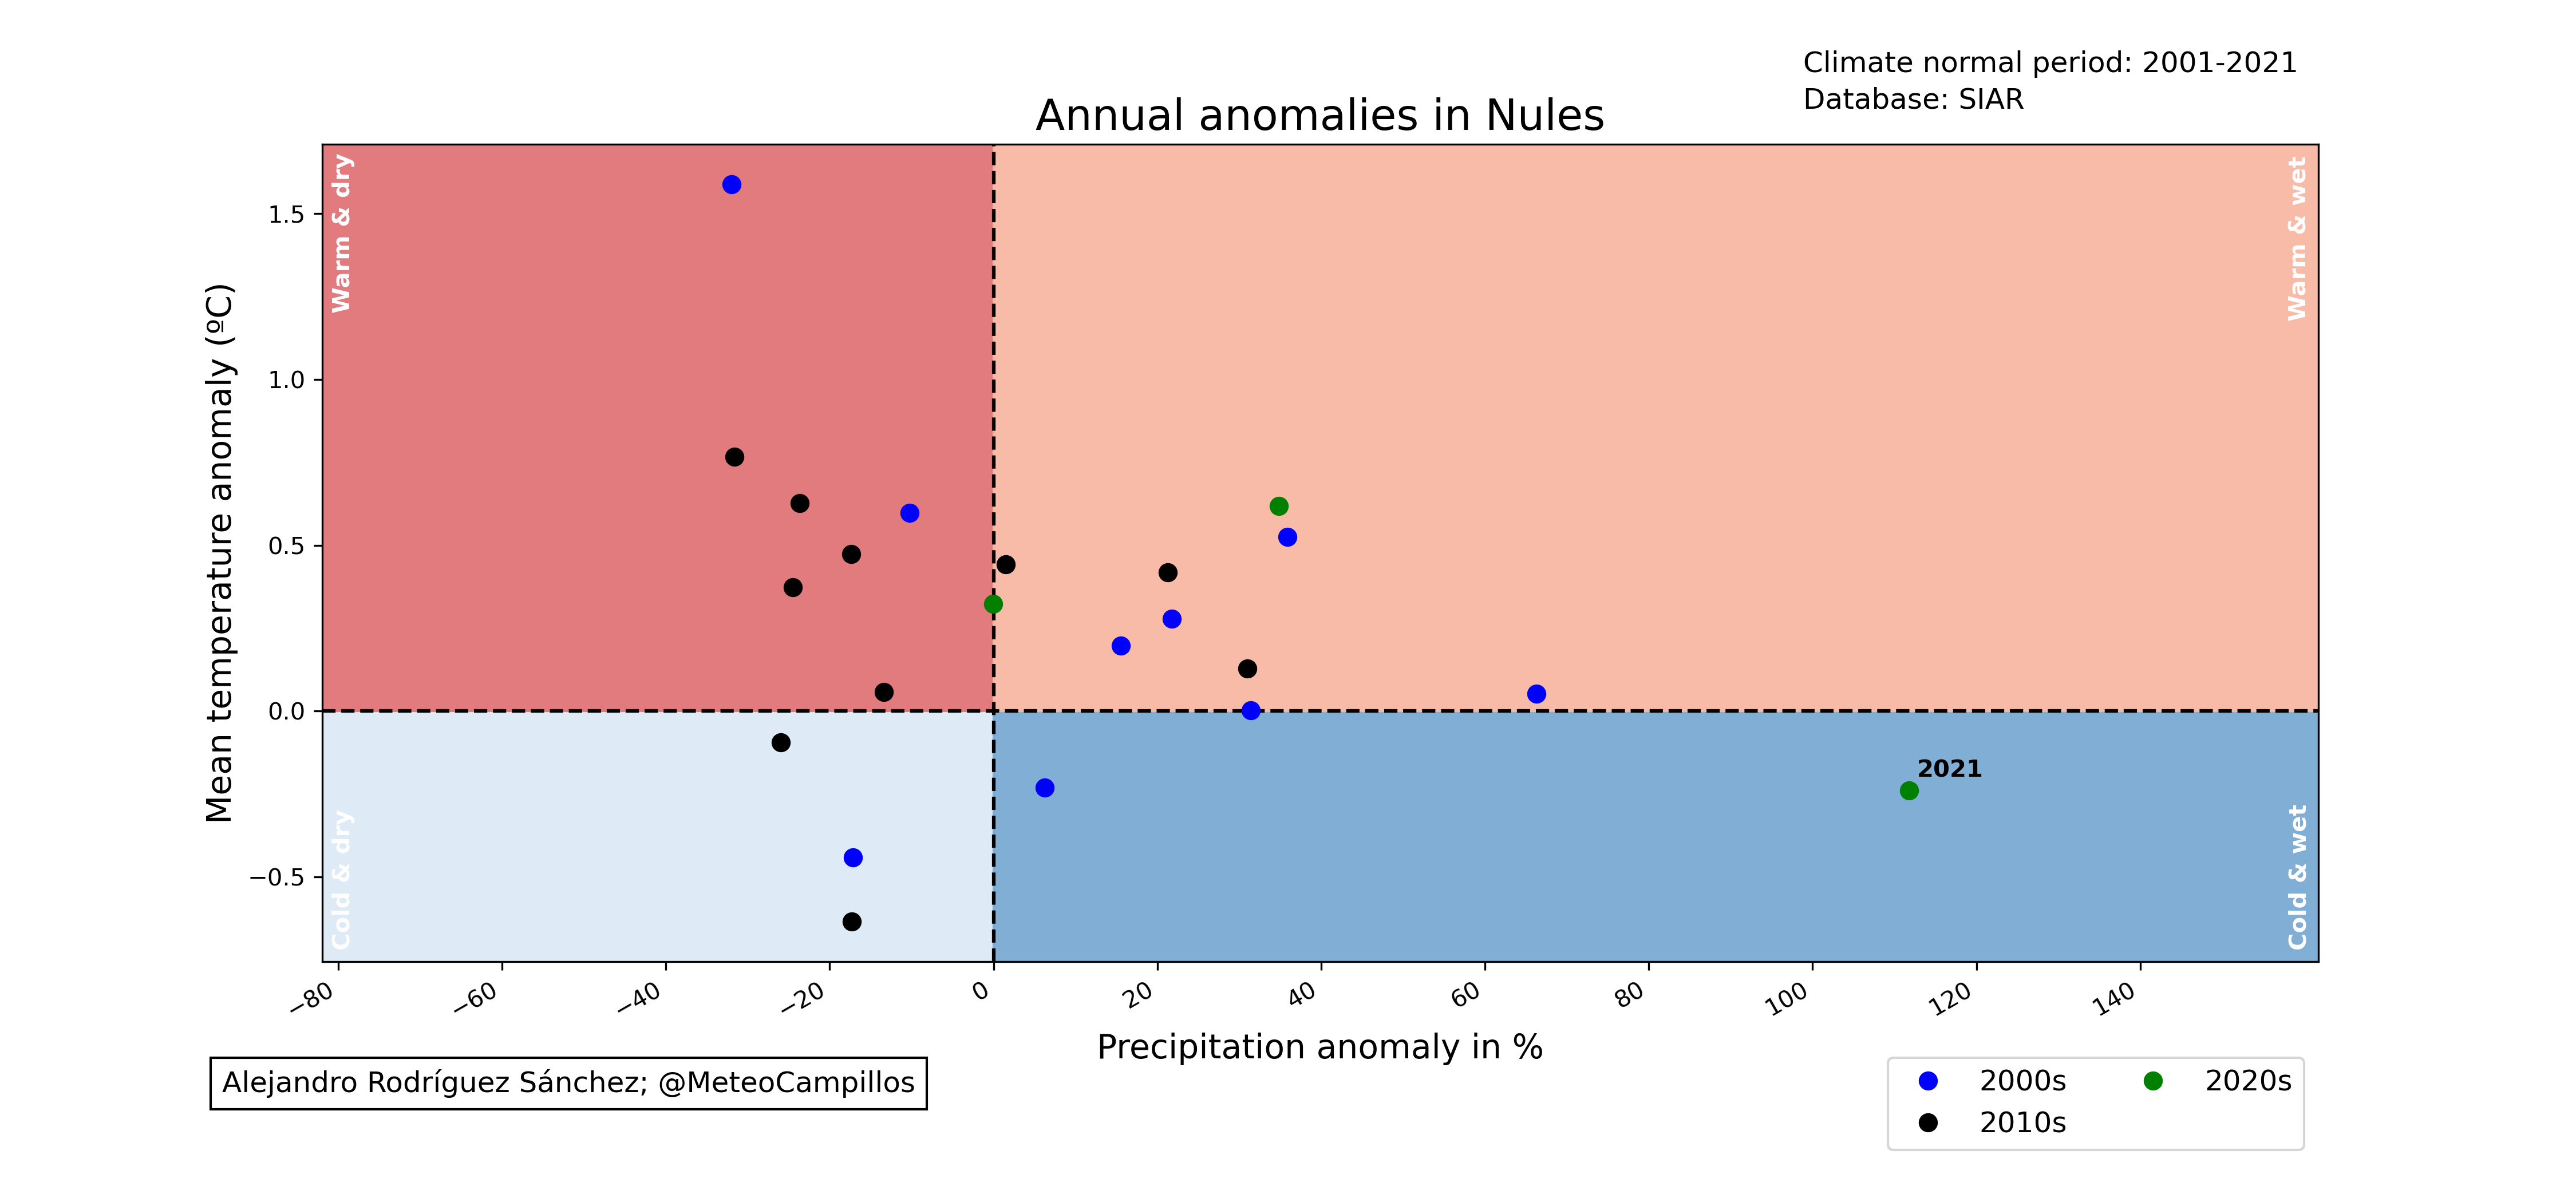 Climate normal period: 2001-2021
Database: SIAR
Annual anomalies in Nules
Warm & dry
Warm & wet
1.5
1.0
0.5
0.0
−0.5
Mean temperature anomaly (ºC)
2021
Cold & dry
Cold & wet
−80
−60
−40
−20
0
20
40
60
80
100
120
140
Precipitation anomaly in %
Alejandro Rodríguez Sánchez; @MeteoCampillos
2000s
2010s
2020s